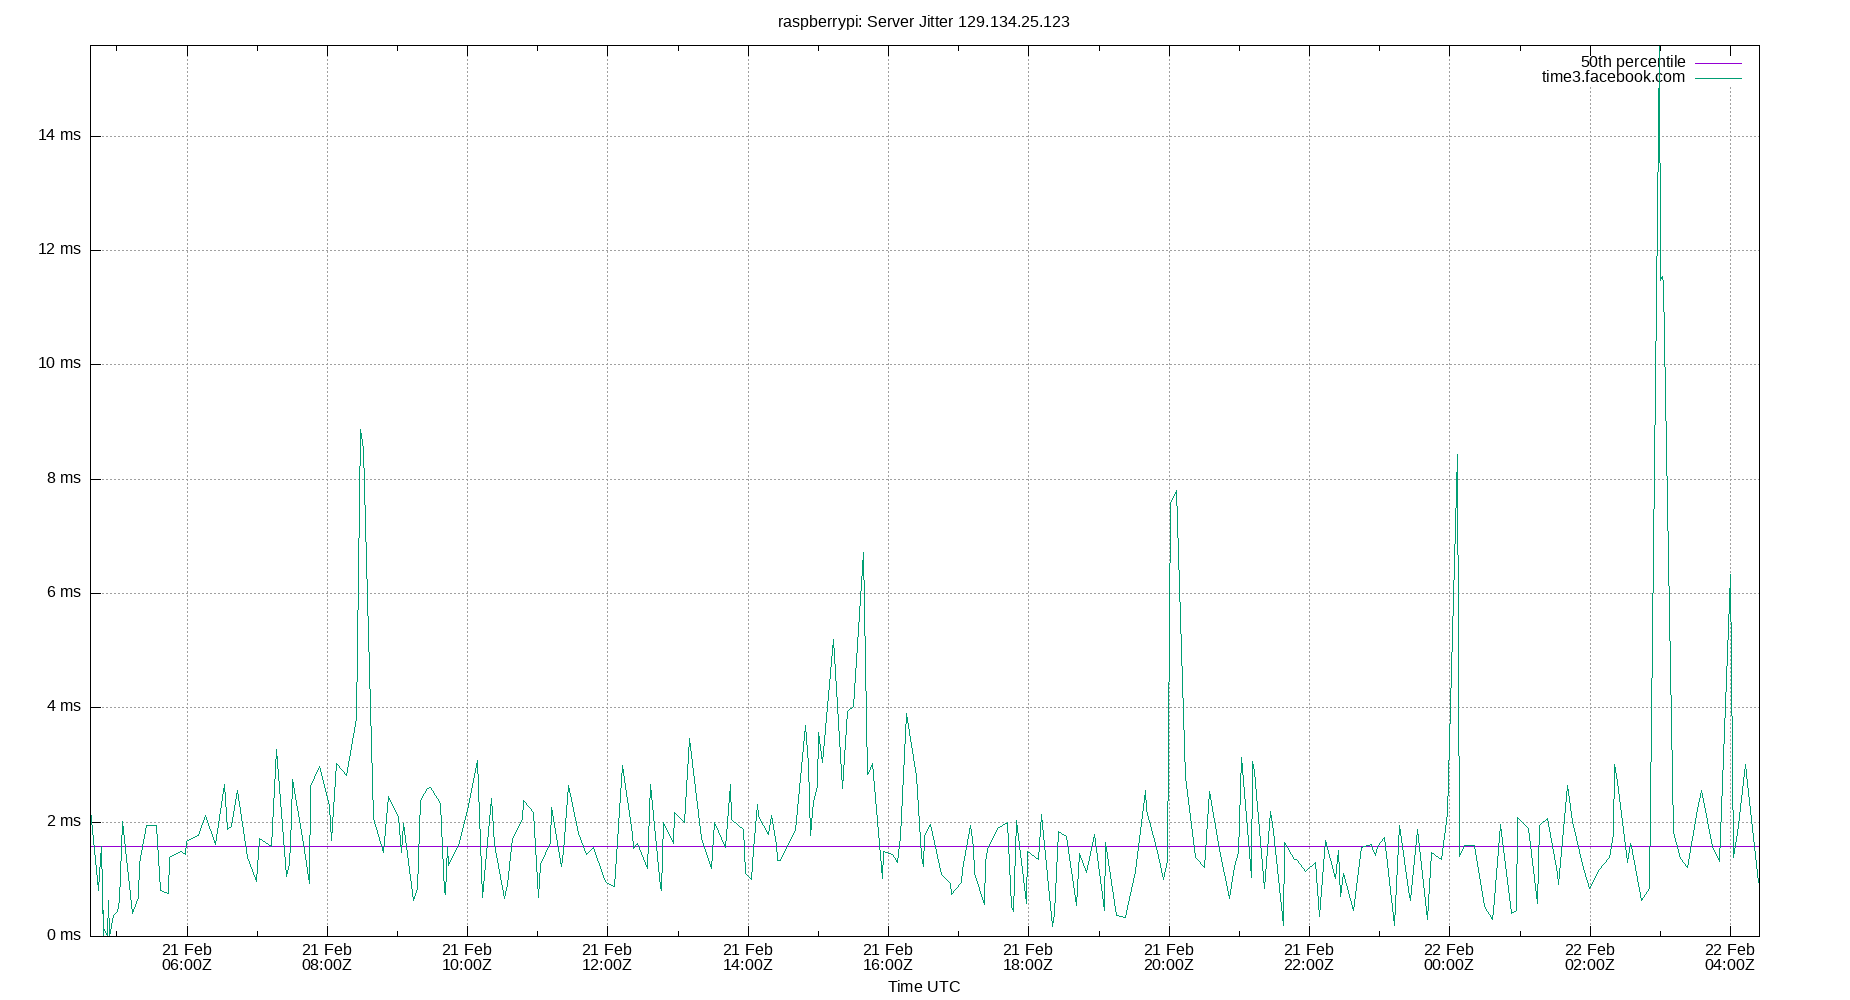 raspberrypi: Server Jitter 129.134.25.123
50th percentile
time3.facebook.com
14 ms
12 ms
10 ms
8 ms
6 ms
4 ms
2 ms
0 ms
21 Feb 21 Feb 21 Feb 21 Feb 21 Feb 21 Feb 21 Feb 21 Feb 21 Feb 22 Feb 22 Feb 22 Feb
06:00Z 08:00Z 10:00Z 12:00Z 14:00Z 16:00Z 18:00Z 20:00Z 22:00Z 00:00Z 02:00Z 04:00Z
Time UTC